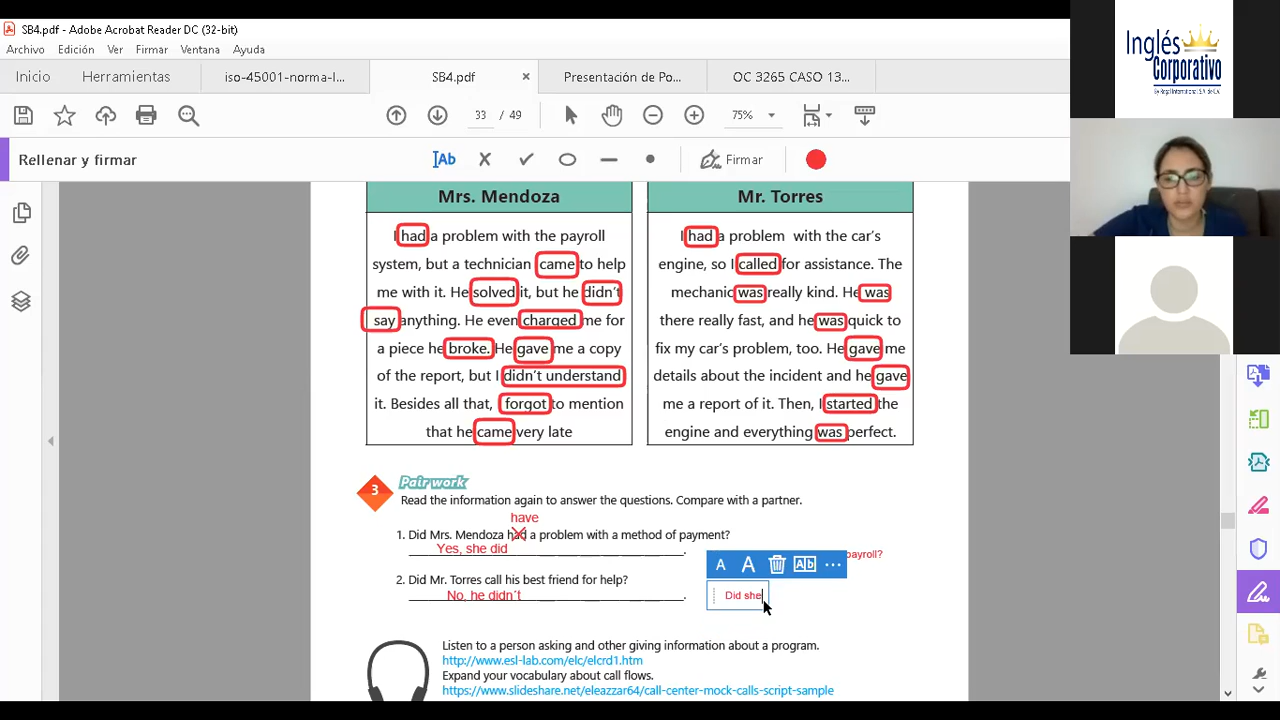 SB4.pdf - Adobe Acrobat Reader DC (32-bit)
Archivo Edición Ver Firmar Ventana Ayuda
Inicio Herramientas iso-45001-norma-l... SB4.pdf × Presentación de Po... OC 3265 CASO 13...
33 / 49 75%
Rellenar y firmar
Ab
Firmar
Inglés
Corporativo
Mrs. Mendoza
I had a problem with the payroll
system, but a technician came to help
me with it. He solved it, but he didn't
say anything. He even charged me for
a piece he broke. He gave me a copy
of the report, but I didn't understand
it. Besides all that, forgot to mention
that he came very late
Mr. Torres
I had a problem with the car's
engine, so I called for assistance. The
mechanic was really kind. He was
there really fast, and he was quick to
fix my car's problem, too. He gave me
details about the incident and he gave
me a report of it. Then, I started the
engine and everything was perfect.
3
Pair work
Read the information again to answer the questions. Compare with a partner.
have
1. Did Mrs. Mendoza had a problem with a method of payment?
Yes, she did
payroll?
A A Ab ...
2. Did Mr. Torres call his best friend for help?
No, he didn´t
Did she
Listen to a person asking and other giving information about a program.
http://www.esl-lab.com/elc/elcrd1.htm
Expand your vocabulary about call flows.
https://www.slideshare.net/eleazzar64/call-center-mock-calls-script-sample